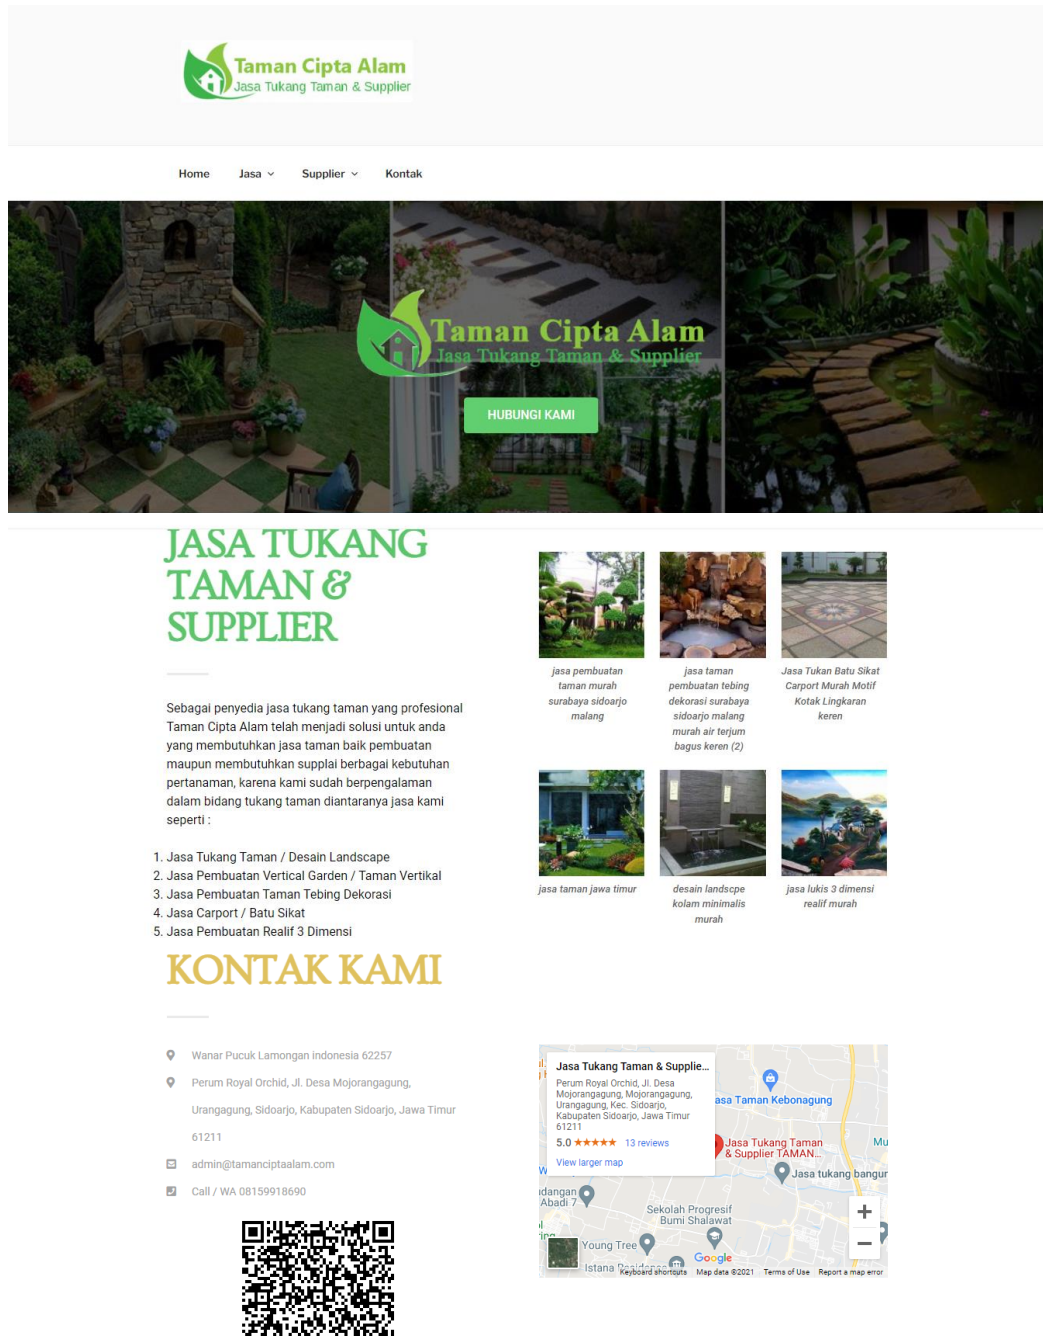 Taman Cipta Alam
Jasa Tukang Taman & Supplier
Home
Jasa
Supplier
Kontak
Taman Cipta Alam
Jasa Tukang Taman & Supplier
HUBUNGI KAMI
JASA TUKANG
TAMAN &
SUPPLIER
Sebagai penyedia jasa tukang taman yang profesional
Taman Cipta Alam telah menjadi solusi untuk anda
yang membutuhkan jasa taman baik pembuatan
maupun membutuhkan supplai berbagai kebutuhan
pertanaman, karena kami sudah berpengalaman
dalam bidang tukang taman diantaranya jasa kami
seperti :
1. Jasa Tukang Taman / Desain Landscape
2. Jasa Pembuatan Vertical Garden / Taman Vertikal
3. Jasa Pembuatan Taman Tebing Dekorasi
4. Jasa Carport / Batu Sikat
5. Jasa Pembuatan Realif 3 Dimensi
jasa pembuatan
taman murah
surabaya sidoarjo
malang
jasa taman
pembuatan tebing
dekorasi surabaya
sidoarjo malang
murah air terjum
bagus keren (2)
Jasa Tukan Batu Sikat
Carport Murah Motif
Kotak Lingkaran
keren
jasa taman jawa timur
desain landscpe
kolam minimalis
murah
jasa lukis 3 dimensi
realif murah
KONTAK KAMI
Wanar Pucuk Lamongan indonesia 62257
Perum Royal Orchid, Jl. Desa Mojorangagung,
Urangagung, Sidoarjo, Kabupaten Sidoarjo, Jawa Timur
61211
admin@tamanciptaalam.com
Call / WA 08159918690
Jasa Tukang Taman & Supplie...
Perum Royal Orchid, Jl. Desa
Mojorangagung, Mojorangagung,
Urangagung, Kec. Sidoarjo,
Kabupaten Sidoarjo, Jawa Timur
61211
5.0 ★★★★★ 13 reviews
View larger map
asa Taman Kebonagung
Jasa Tukang Taman
& Supplier TAMAN...
Mu
Jasa tukang bangur
dangan
Abadi 7
Sekolah Progresif
Bumi Shalawat
Young Tree
Istana
Google
Keyboard shortcuts
Map data ©2021
Terms of Use
Report a map error